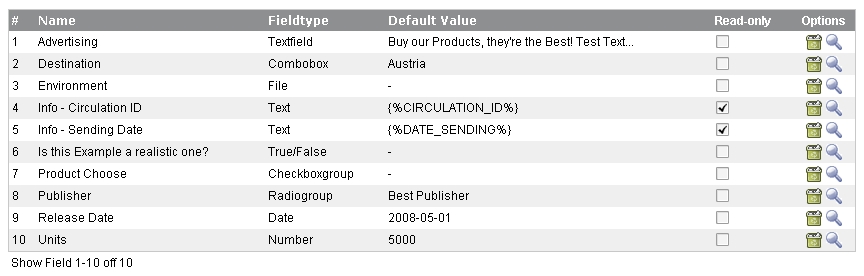 # Name Fieldtype Default Value Read-only Options
1 Advertising Textfield Buy our Products, they're the Best! Test Text...
2 Destination Combobox Austria
3 Environment File -
4 Info - Circulation ID Text {%CIRCULATION_ID%}
5 Info - Sending Date Text {%DATE_SENDING%}
6 Is this Example a realistic one? True/False -
7 Product Choose Checkboxgroup -
8 Publisher Radiogroup Best Publisher
9 Release Date Date 2008-05-01
10 Units Number 5000
Show Field 1-10 off 10